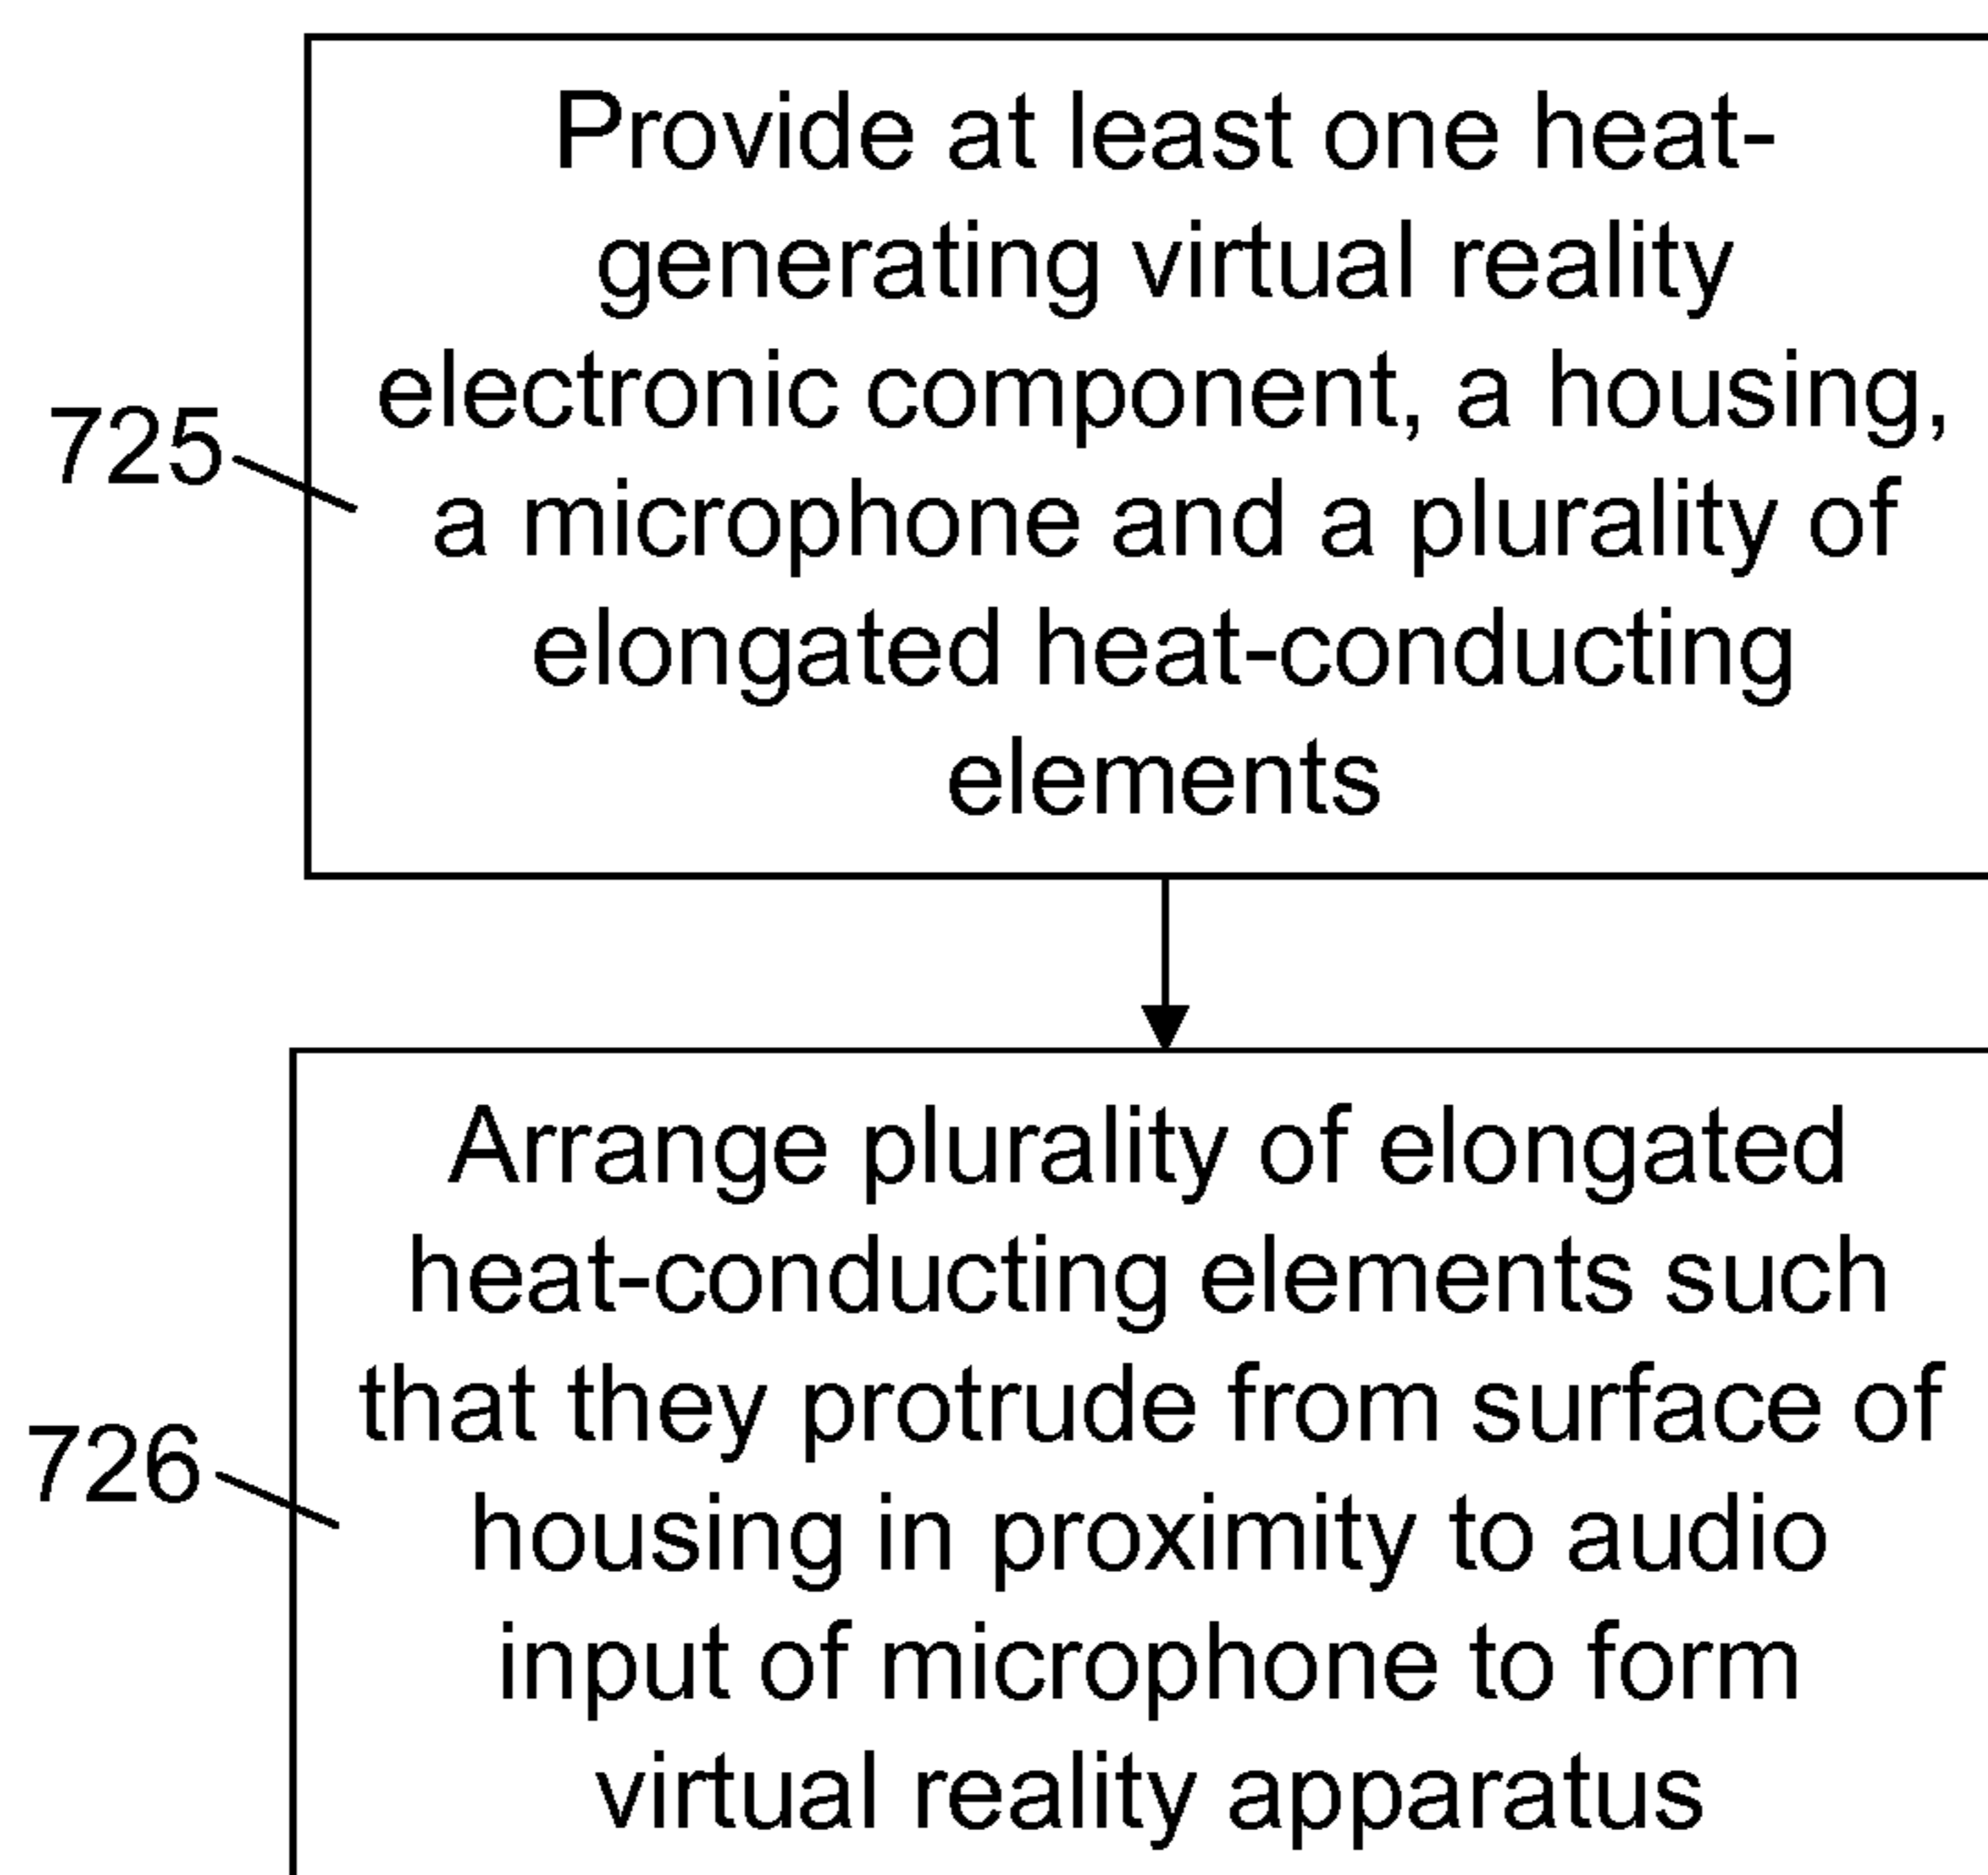 Provide at least one heat-
generating virtual reality
electronic component, a housing,
a microphone and a plurality of
elongated heat-conducting
elements
725
Arrange plurality of elongated
heat-conducting elements such
that they protrude from surface of
housing in proximity to audio
input of microphone to form
virtual reality apparatus
726